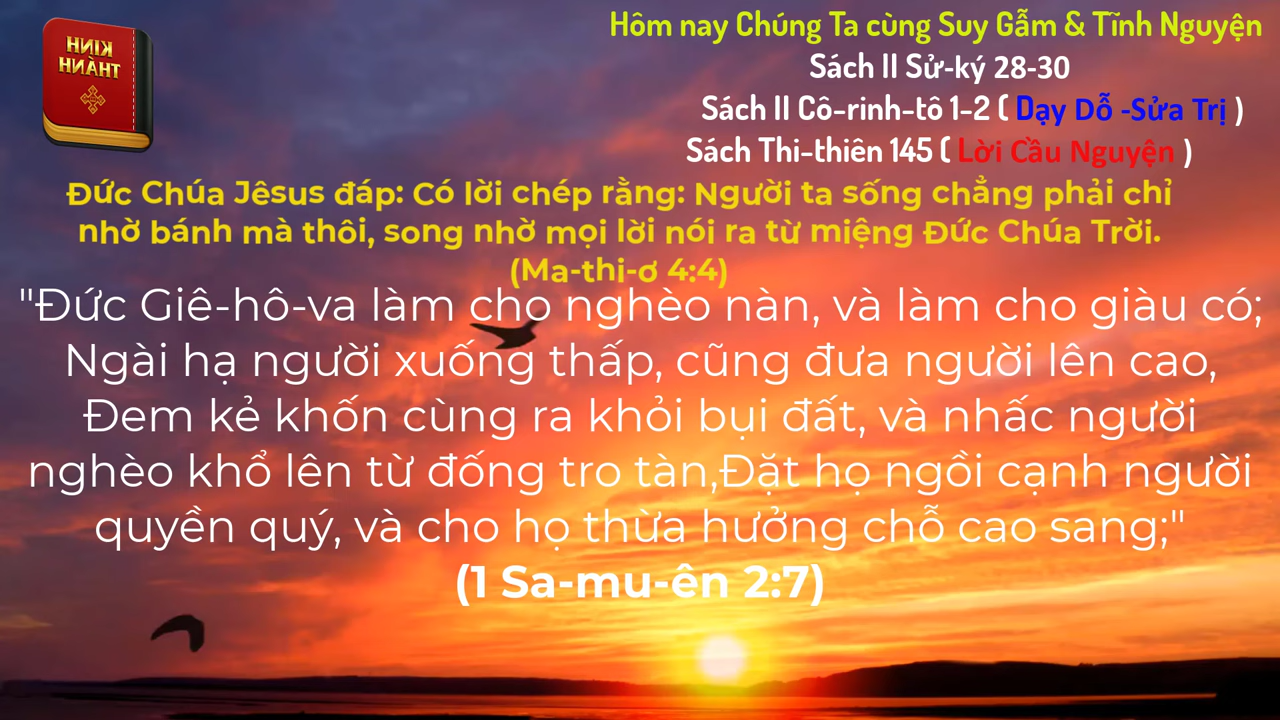 KINH
THÁNH
Hôm nay Chúng Ta cùng Suy Gẫm & Tĩnh Nguyện
Sách II Sử-ký 28-30
Sách II Cô-rinh-tô 1-2 ( Dạy Dỗ -Sửa Trị )
Sách Thi-thiên 145 ( Lời Cầu Nguyện )
Đức Chúa Jêsus đáp: Có lời chép rằng: Người ta sống chẳng phải chỉ
nhờ bánh mà thôi, song nhờ mọi lời nói ra từ miệng Đức Chúa Trời.
(Ma-thi-ơ 4:4)
"Đức Giê-hô-va làm cho nghèo nàn, và làm cho giàu có;
Ngài hạ người xuống thấp, cũng đưa người lên cao,
Đem kẻ khốn cùng ra khỏi bụi đất, và nhấc người
nghèo khổ lên từ đống tro tàn,Đặt họ ngồi cạnh người
quyền quý, và cho họ thừa hưởng chỗ cao sang;"
(1 Sa-mu-ên 2:7)